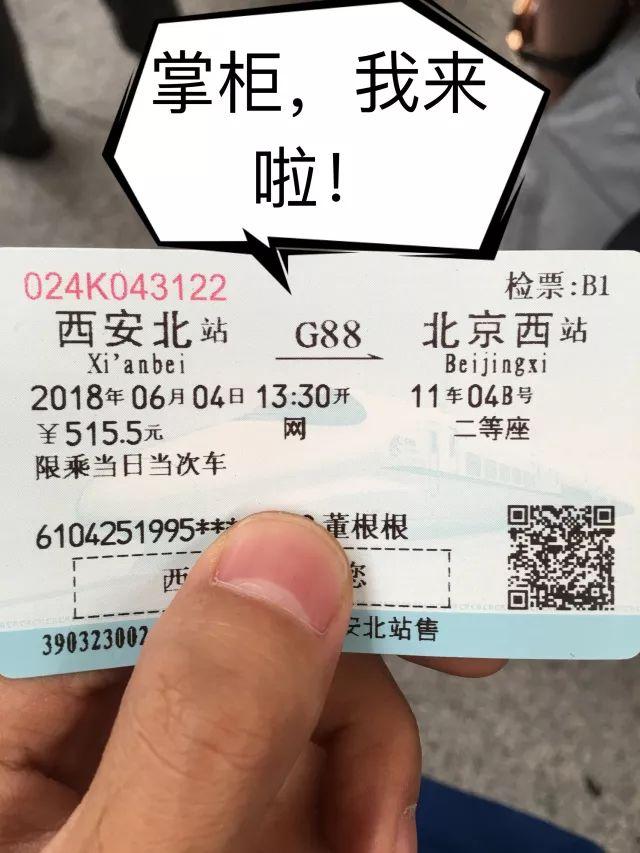 掌柜，我来
啦！
024K043122 检票:B1
西安北站 G88 北京西站
Xi'anbei Beijingxi
2018年06月04日 13:30开 11车04B号
￥515.5元 网 二等座
限乘当日当次车
6104251995*** 董根根
西
390323002 安北站售